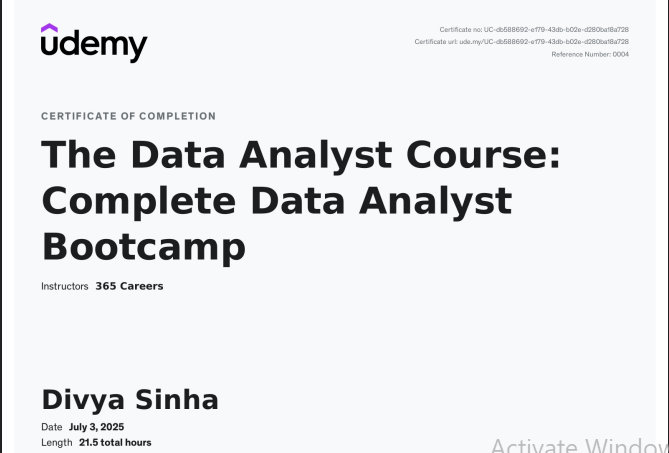 udemy
Certificate no: UC-db588692-e179-43db-b02e-d280ba18a728
Certificate url: ude.my/UC-db588692-e179-43db-b02e-d280ba18a728
Reference Number: 0004
CERTIFICATE OF COMPLETION
The Data Analyst Course:
Complete Data Analyst
Bootcamp
Instructors 365 Careers
Divya Sinha
Date July 3, 2025
Length 21.5 total hours
Activate Window